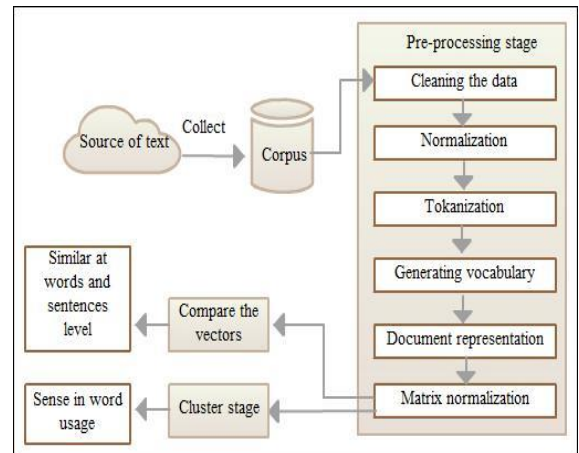 Pre-processing stage
Cleaning the data
Collect
Source of text
Corpus
Normalization
Tokanization
Generating vocabulary
Document representation
Matrix normalization
Compare the
vectors
Similar at
words and
sentences
level
Cluster stage
Sense in word
usage